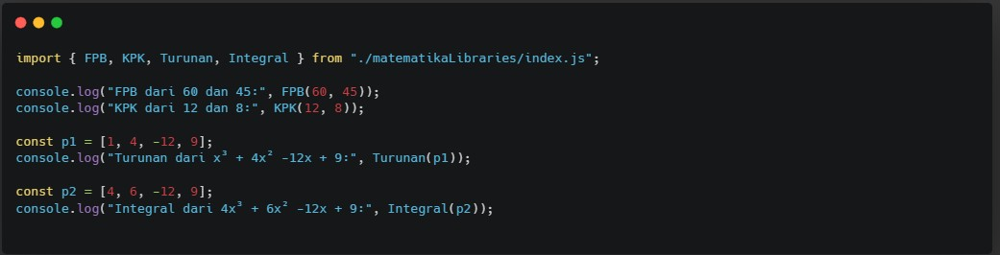 import { FPB, KPK, Turunan, Integral } from "./matematikaLibraries/index.js";
console.log("FPB dari 60 dan 45:", FPB(60, 45));
console.log("KPK dari 12 dan 8:", KPK(12, 8));
const p1 = [1, 4, -12, 9];
console.log("Turunan dari x³ + 4x² -12x + 9:", Turunan(p1));
const p2 = [4, 6, -12, 9];
console.log("Integral dari 4x³ + 6x² -12x + 9:", Integral(p2));